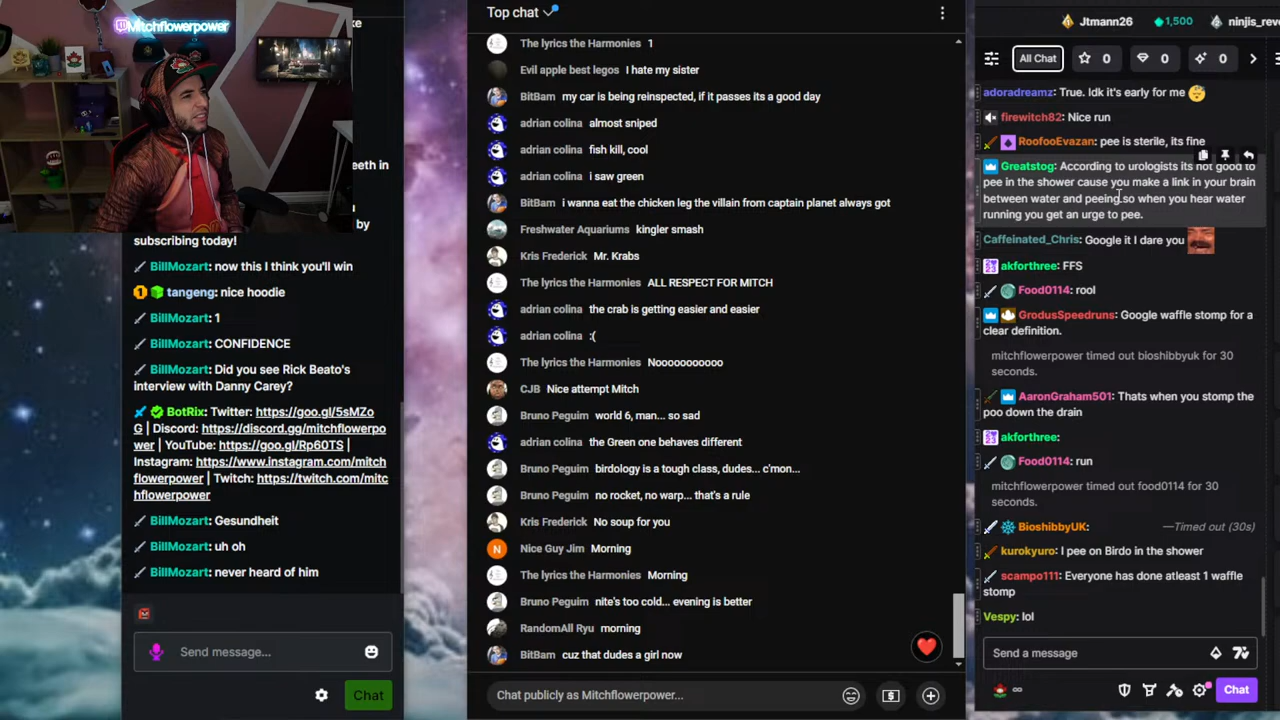 Mitchflowerpower
ke
eeth in
by
subscribing today!
BillMozart: now this I think you'll win
1 tangeng: nice hoodie
BillMozart: 1
BillMozart: CONFIDENCE
BillMozart: Did you see Rick Beato's
interview with Danny Carey?
BotRix: Twitter: https://goo.gl/5sMZO
G | Discord: https://discord.gg/mitchflowerpo
wer | YouTube: https://goo.gl/Rp60TS |
Instagram: https://www.instagram.com/mitch
flowerpower | Twitch: https://twitch.com/mitc
hflowerpower
BillMozart: Gesundheit
BillMozart: uh oh
BillMozart: never heard of him
Send message...
Chat
Top chat
The lyrics the Harmonies 1
Evil apple best legos I hate my sister
BitBam my car is being reinspected, if it passes its a good day
adrian colina almost sniped
adrian colina fish kill, cool
adrian colina i saw green
BitBam i wanna eat the chicken leg the villain from captain planet always got
Freshwater Aquariums kingler smash
Kris Frederick Mr. Krabs
The lyrics the Harmonies ALL RESPECT FOR MITCH
adrian colina the crab is getting easier and easier
adrian colina :(
The lyrics the Harmonies Nooooooooooo
CJB Nice attempt Mitch
Bruno Peguim world 6, man... so sad
adrian colina the Green one behaves different
Bruno Peguim birdology is a tough class, dudes... c'mon...
Bruno Peguim no rocket, no warp... that's a rule
Kris Frederick No soup for you
N Nice Guy Jim Morning
The lyrics the Harmonies Morning
Bruno Peguim nite's too cold... evening is better
RandomAll Ryu morning
BitBam cuz that dudes a girl now
Chat publicly as Mitchflowerpower...
Jtmann26 1,500 ninjis_reve
All Chat 0 0 0
adoradreamz: True. Idk it's early for me
firewitch82: Nice run
RoofooEvazan: pee is sterile, its fine
Greatstog: According to urologists its not good to
pee in the shower cause you make a link in your brain
between water and peeing so when you hear water
running you get an urge to pee.
Caffeinated_Chris: Google it I dare you
akforthree: FFS
Food0114: rool
GrodusSpeedruns: Google waffle stomp for a
clear definition.
mitchflowerpower timed out bioshibbyuk for 30
seconds.
AaronGraham501: Thats when you stomp the
poo down the drain
akforthree:
Food0114: run
mitchflowerpower timed out food0114 for 30
seconds.
BioshibbyUK: —Timed out (30s)
kurokyuro: I pee on Birdo in the shower
scampo111: Everyone has done atleast 1 waffle
stomp
Vespy: lol
Send a message
Chat